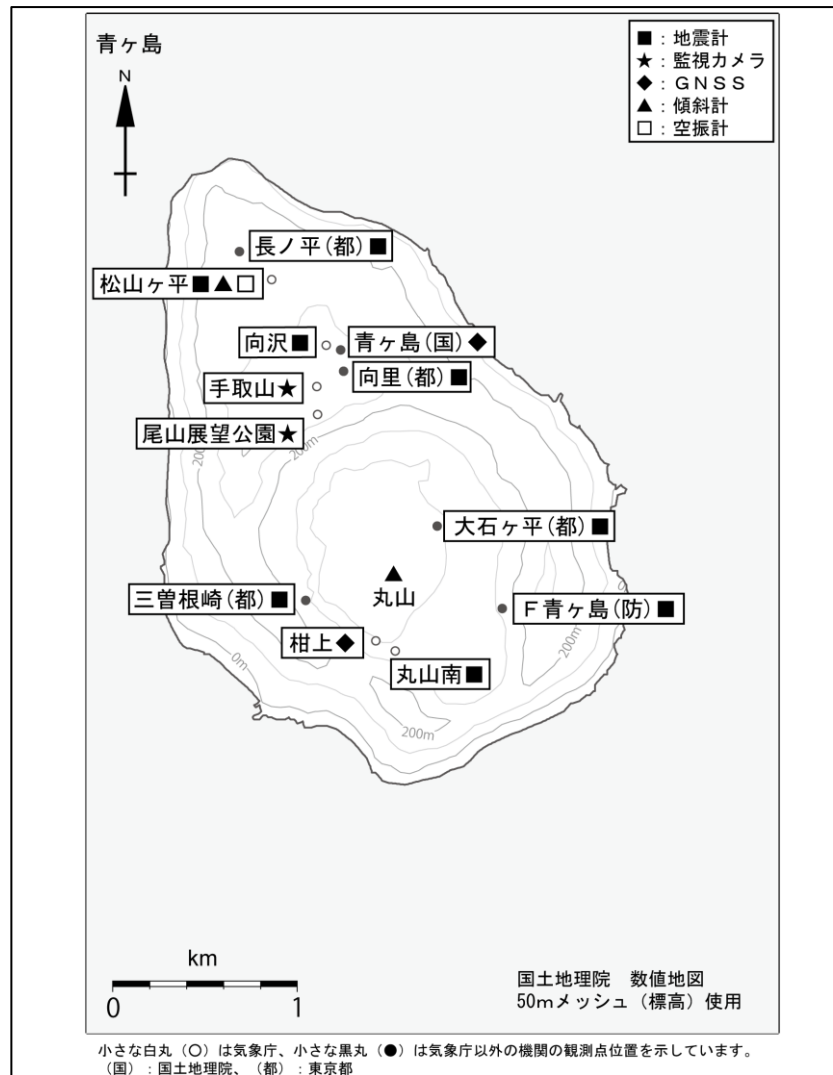 青ヶ島
N
■：地震計
★：監視カメラ
◆：ＧＮＳＳ
▲：傾斜計
□：空振計
長ノ平(都)■
松山ヶ平■▲□
向沢■
青ヶ島(国)◆
向里(都)■
手取山★
尾山展望公園★
200m
200m
大石ヶ平(都)■
丸山
三曽根崎(都)■
Ｆ青ヶ島(防)■
柑上◆
丸山南■
0m
0m
200m
200m
km
0
1
国土地理院　数値地図
50mメッシュ（標高）使用
小さな白丸（○）は気象庁、小さな黒丸（●）は気象庁以外の機関の観測点位置を示しています。
（国）：国土地理院、（都）：東京都